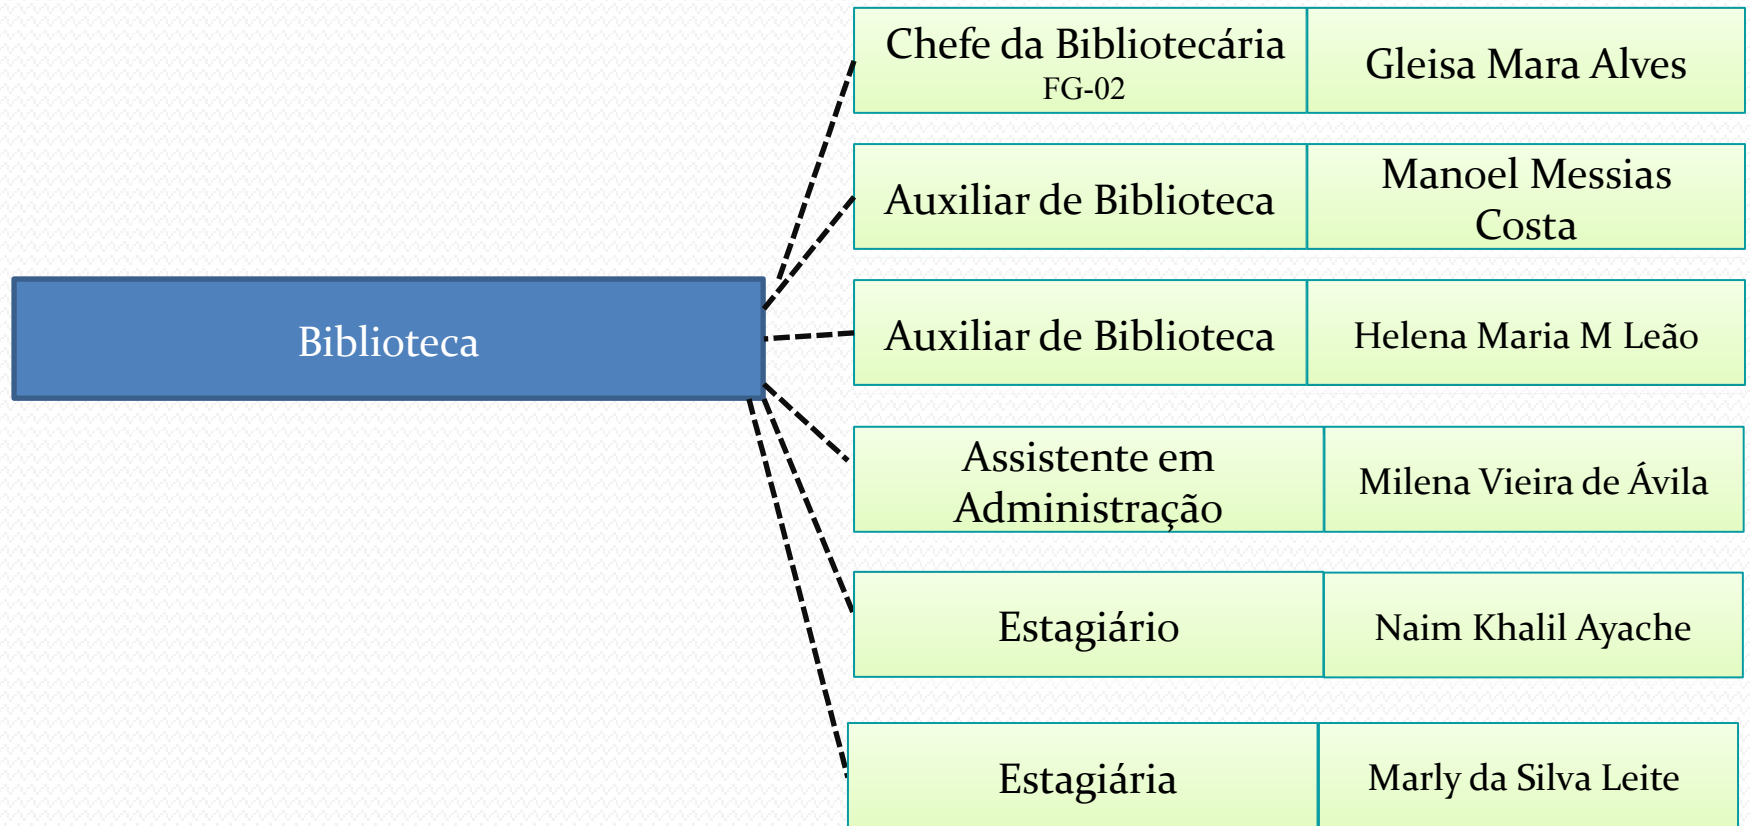 Chefe da Bibliotecária
FG-02
Gleisa Mara Alves
Auxiliar de Biblioteca
Manoel Messias
Costa
Biblioteca
Auxiliar de Biblioteca
Helena Maria M Leão
Assistente em
Administração
Milena Vieira de Ávila
Estagiário
Naim Khalil Ayache
Estagiária
Marly da Silva Leite